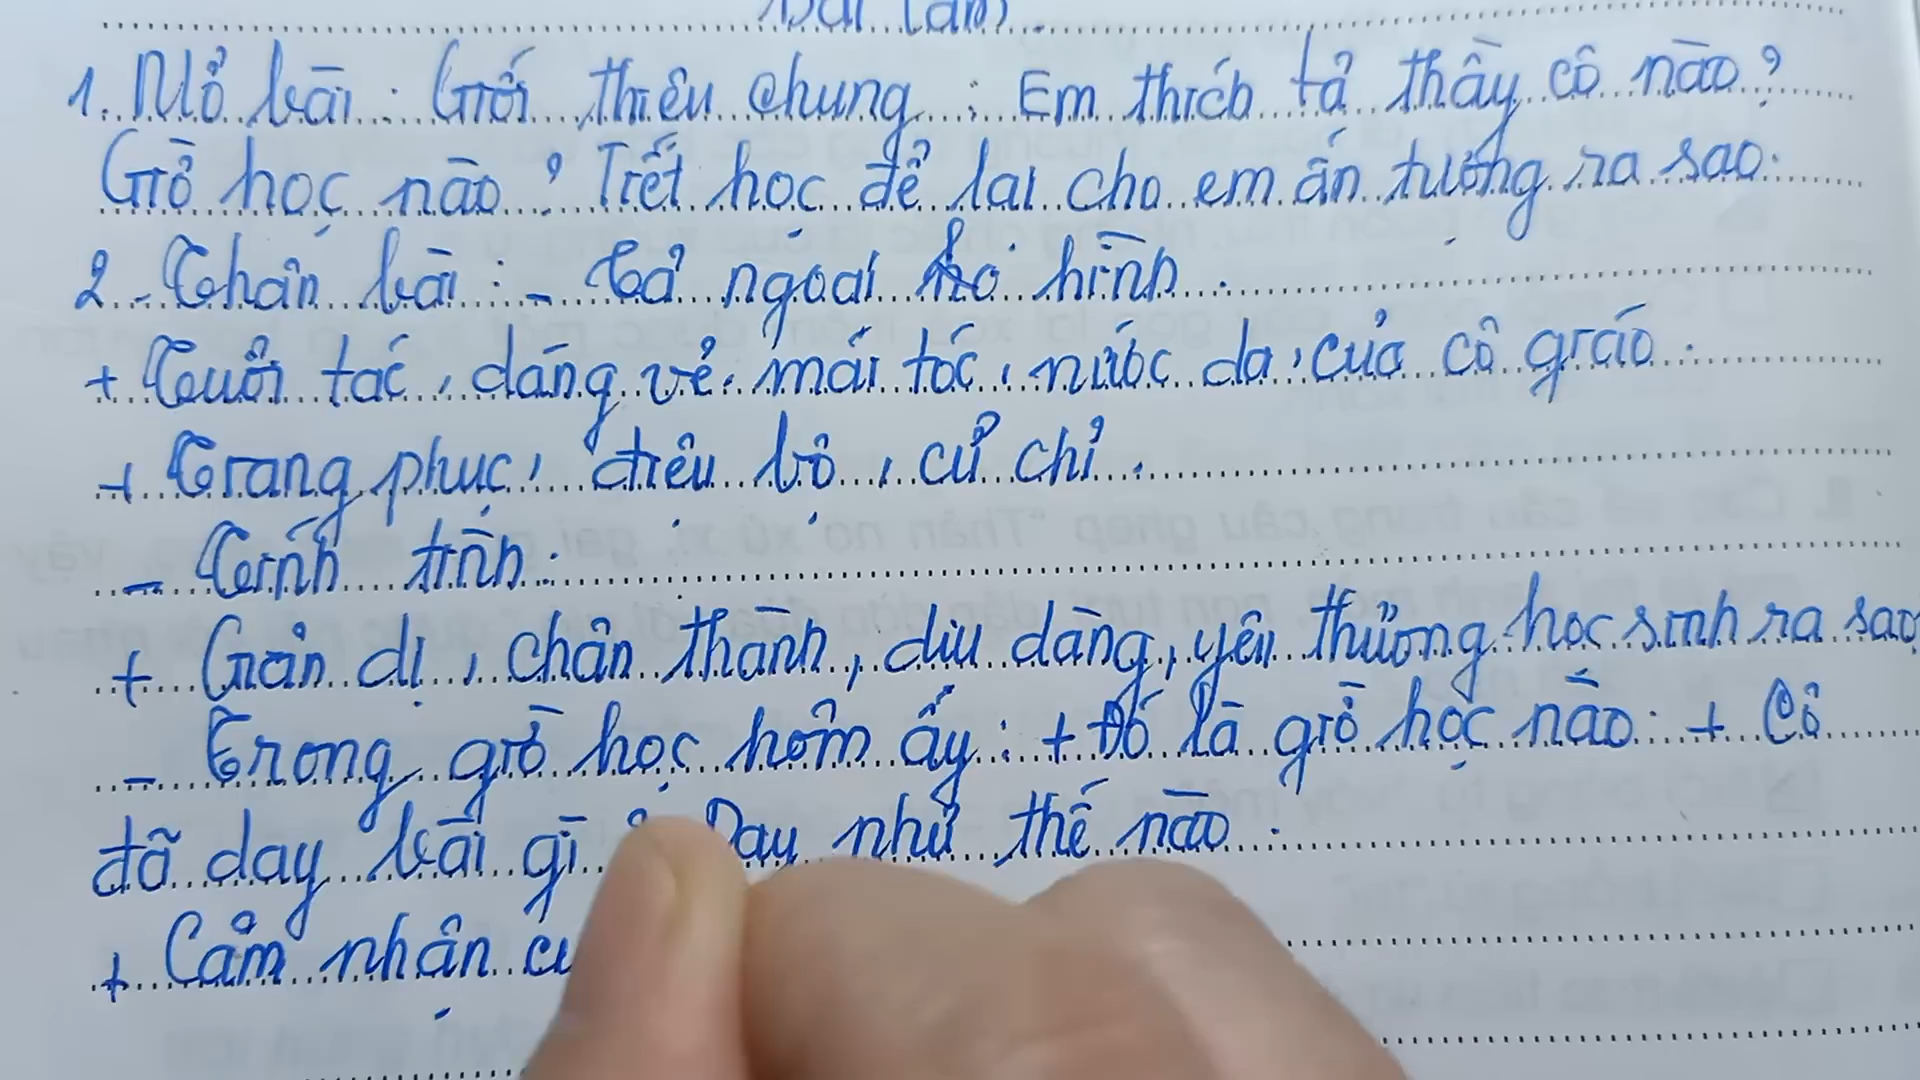 Bài làm
1. Mở bài: Giới thiệu chung: Em thích tả thầy cô nào?
Giờ học nào? Tiết học để lại cho em ấn tượng ra sao.
2. Thân bài: - Tả ngoại hình.
+ Tuổi tác, dáng vẻ, mái tóc, nước da, của cô giáo.
+ Trang phục, điệu bộ, cử chỉ.
- Tính tình:
+ Giản dị, chân thành, dịu dàng, yêu thương học sinh ra sao
- Trong giờ học hôm ấy: + Đó là giờ học nào: + Cô
đã dạy bài gì? Dạy như thế nào.
+ Cảm nhận